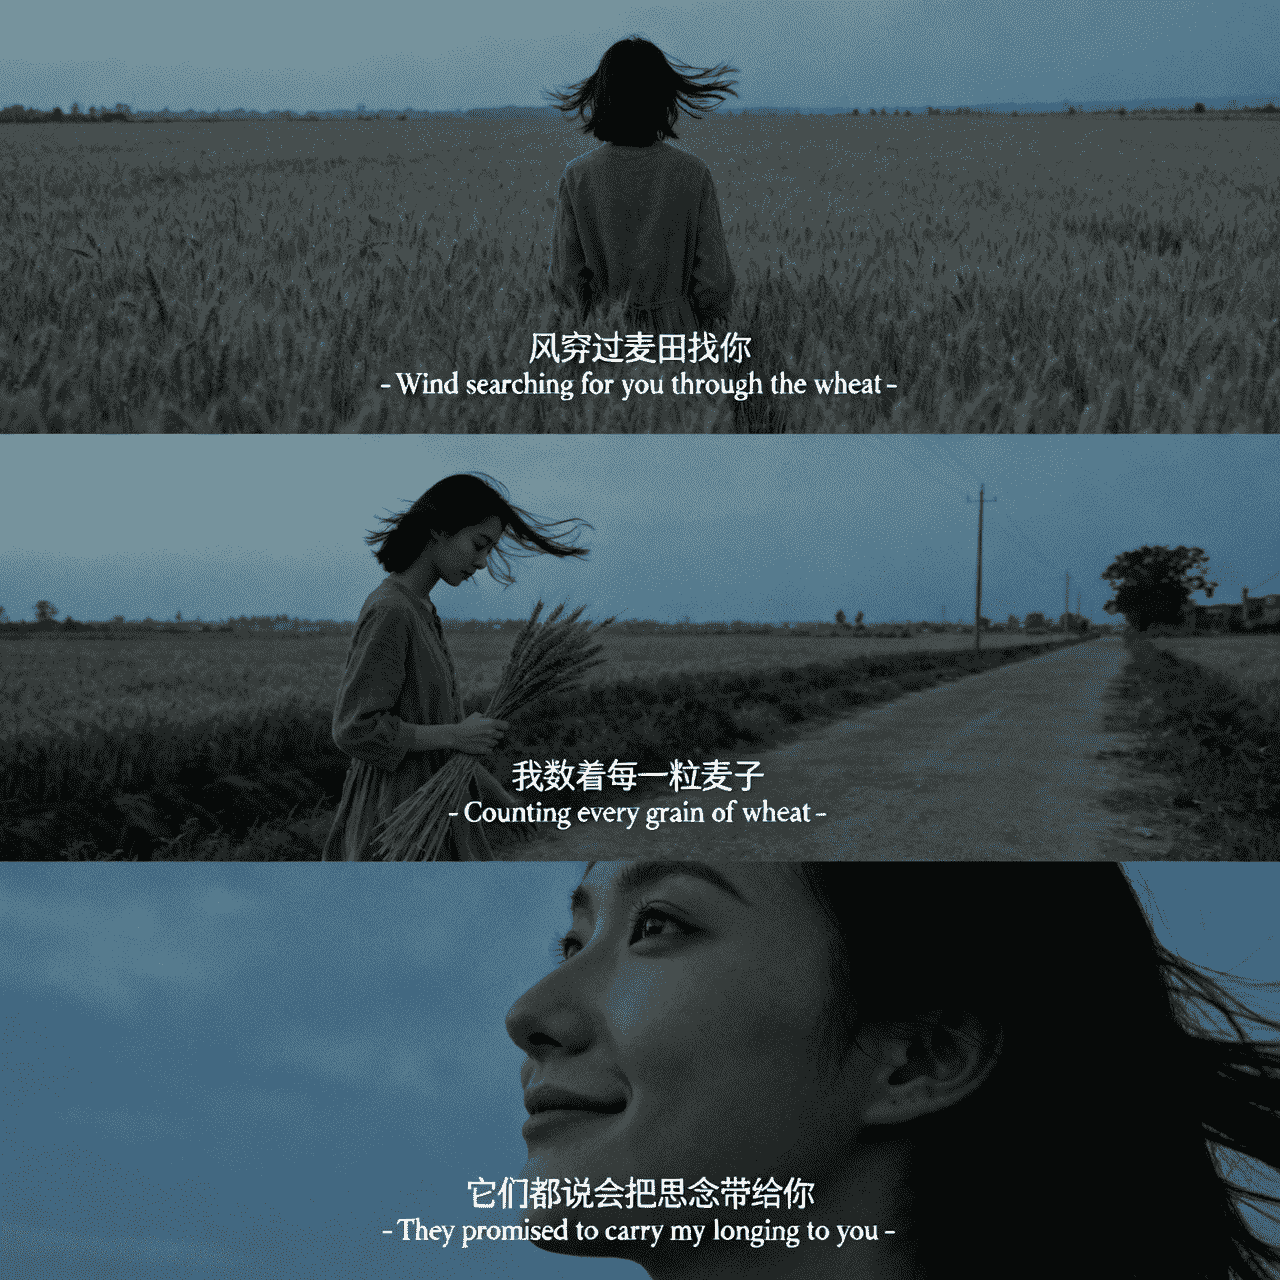 风穿过麦田找你
- Wind searching for you through the wheat -
我数着每一粒麦子
- Counting every grain of wheat -
它们都说会把思念带给你
- They promised to carry my longing to you -